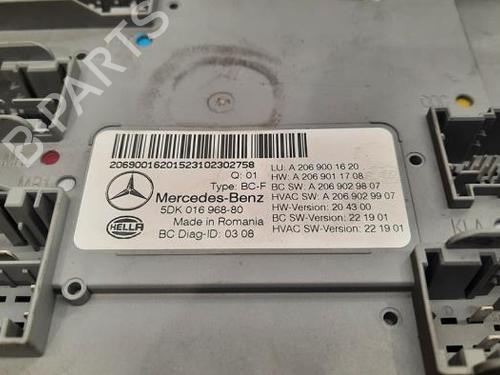 B PARTS
20690016201523102302758
Q: 01
Type: BC-F
Mercedes-Benz
5DK 016 968-80
Made in Romania
BC Diag-ID: 03 08
HELLA
LU: A 206 900 16 20
HW: A 206 901 17 08
BC SW: A 206 902 98 07
HVAC SW: A 206 902 99 07
HW-Version: 20 43 00
BC SW-Version: 22 19 01
HVAC SW-Version: 22 19 01